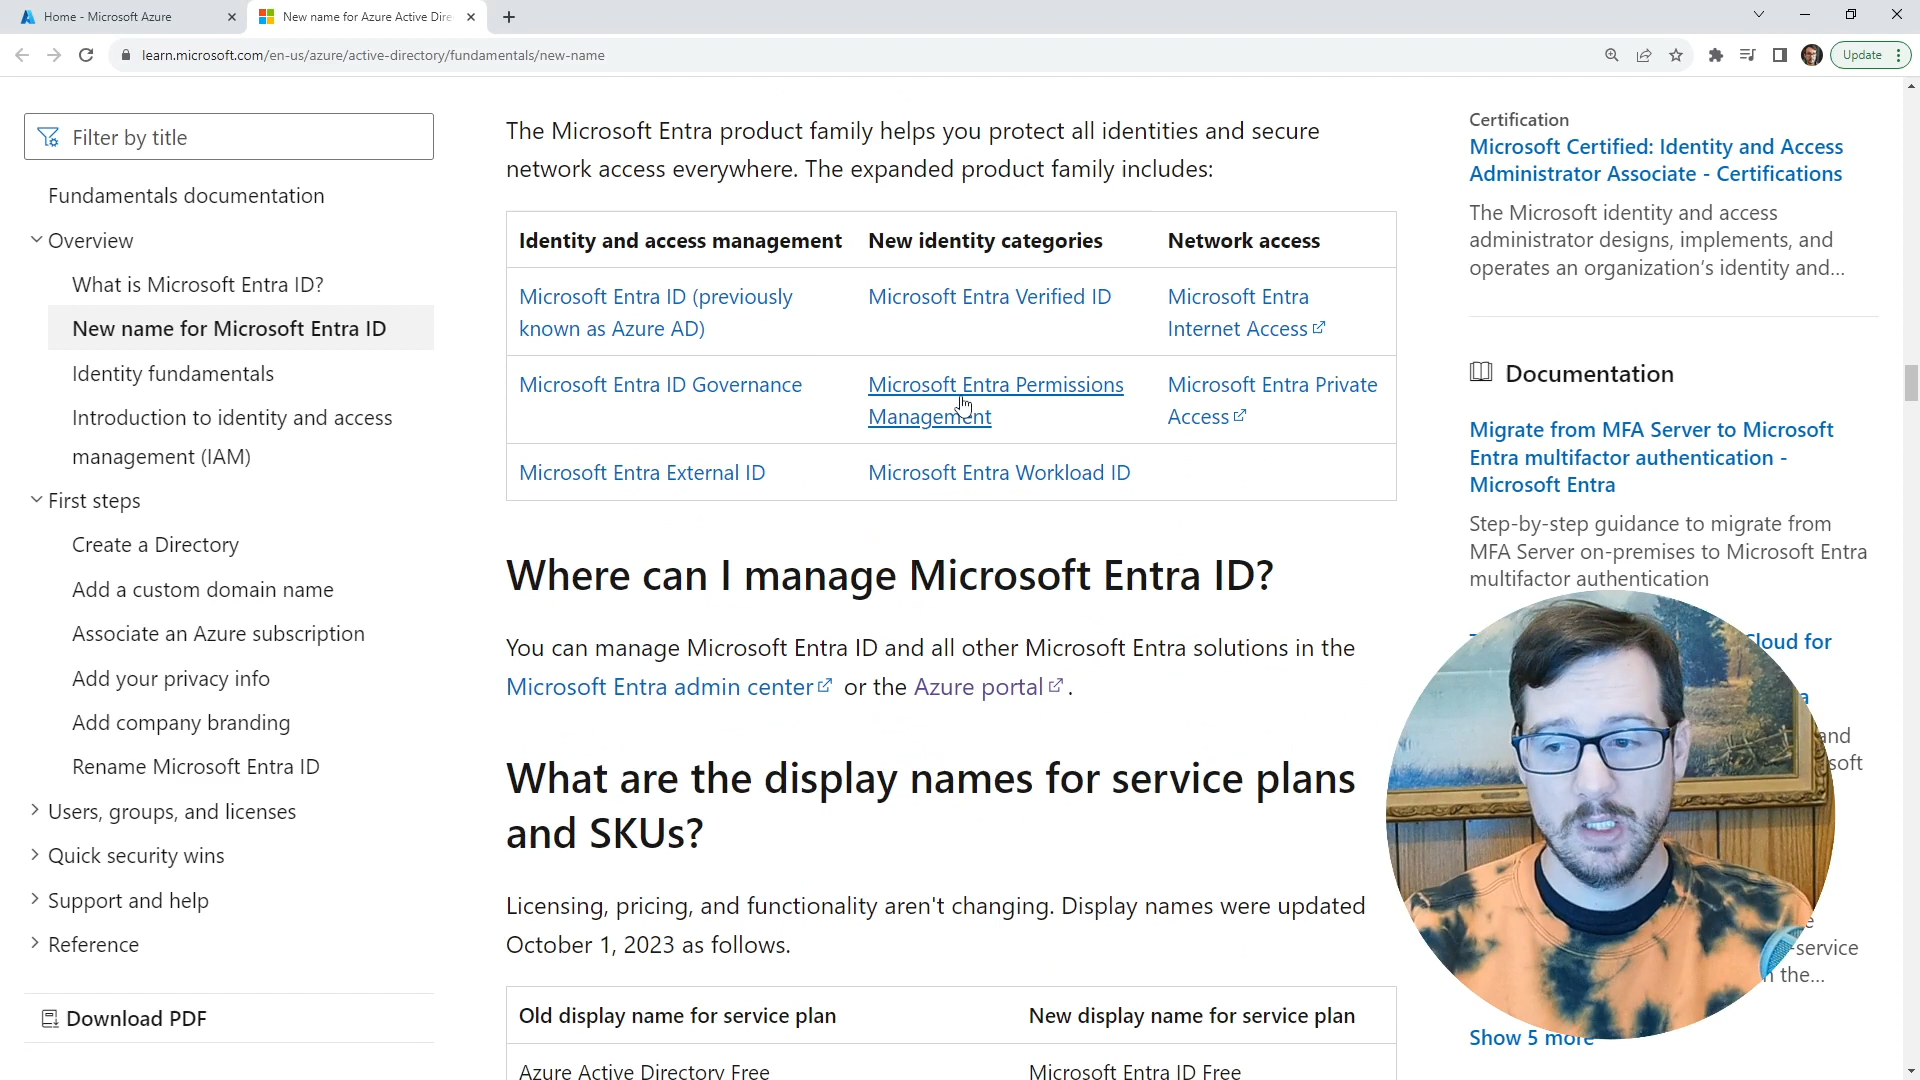 Home - Microsoft Azure
New name for Azure Active Dire
learn.microsoft.com/en-us/azure/active-directory/fundamentals/new-name
Update
Filter by title
Fundamentals documentation
Overview
What is Microsoft Entra ID?
New name for Microsoft Entra ID
Identity fundamentals
Introduction to identity and access
management (IAM)
First steps
Create a Directory
Add a custom domain name
Associate an Azure subscription
Add your privacy info
Add company branding
Rename Microsoft Entra ID
Users, groups, and licenses
Quick security wins
Support and help
Reference
Download PDF
The Microsoft Entra product family helps you protect all identities and secure
network access everywhere. The expanded product family includes:
Identity and access management New identity categories Network access
Microsoft Entra ID (previously
known as Azure AD)
Microsoft Entra Verified ID
Microsoft Entra
Internet Access
Microsoft Entra ID Governance
Microsoft Entra Permissions
Management
Microsoft Entra Private
Access
Microsoft Entra External ID
Microsoft Entra Workload ID
Where can I manage Microsoft Entra ID?
You can manage Microsoft Entra ID and all other Microsoft Entra solutions in the
Microsoft Entra admin center or the Azure portal.
What are the display names for service plans
and SKUs?
Licensing, pricing, and functionality aren't changing. Display names were updated
October 1, 2023 as follows.
Old display name for service plan New display name for service plan
Azure Active Directory Free Microsoft Entra ID Free
Certification
Microsoft Certified: Identity and Access
Administrator Associate - Certifications
The Microsoft identity and access
administrator designs, implements, and
operates an organization's identity and...
Documentation
Migrate from MFA Server to Microsoft
Entra multifactor authentication -
Microsoft Entra
Step-by-step guidance to migrate from
MFA Server on-premises to Microsoft Entra
multifactor authentication
Cloud for
and
soft
-service
the...
Show 5 more